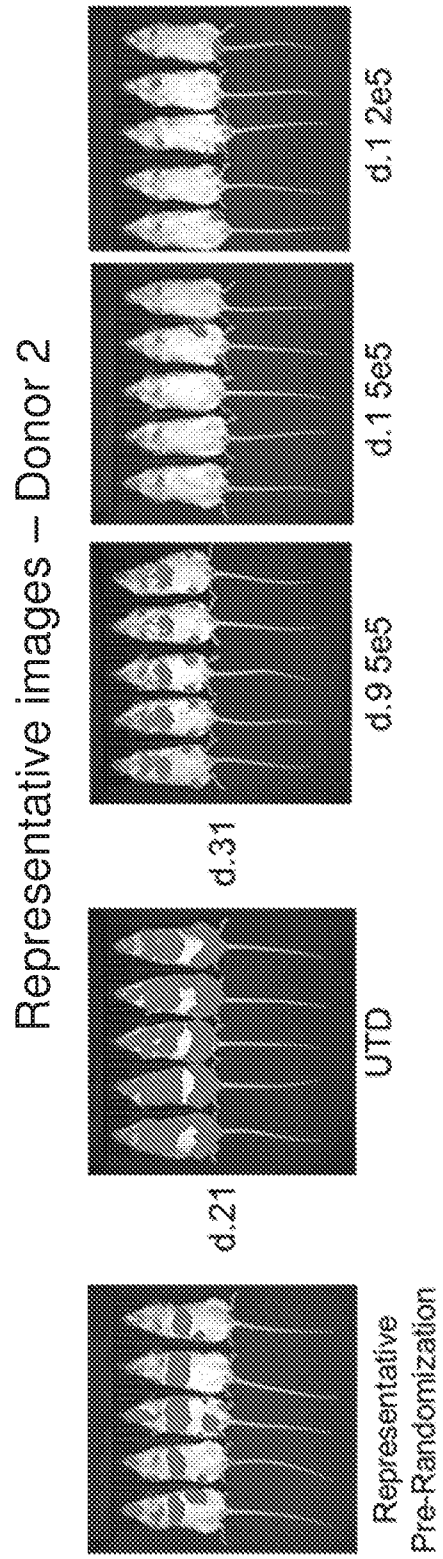 Representative images – Donor 2
Representative
Pre-Randomization
d.21
UTD
d.31
d.9 5e5
d.1 5e5
d.1 2e5